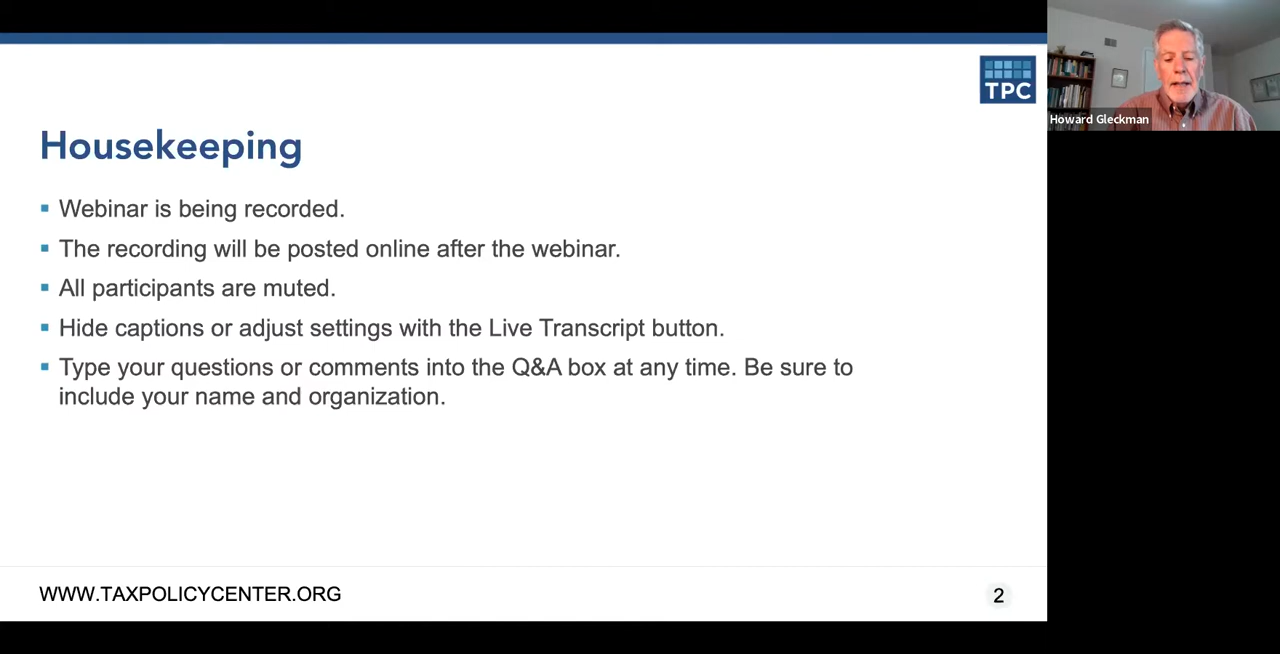 TPC
Howard Gleckman
Housekeeping
Webinar is being recorded.
The recording will be posted online after the webinar.
All participants are muted.
Hide captions or adjust settings with the Live Transcript button.
Type your questions or comments into the Q&A box at any time. Be sure to
include your name and organization.
WWW.TAXPOLICYCENTER.ORG
2